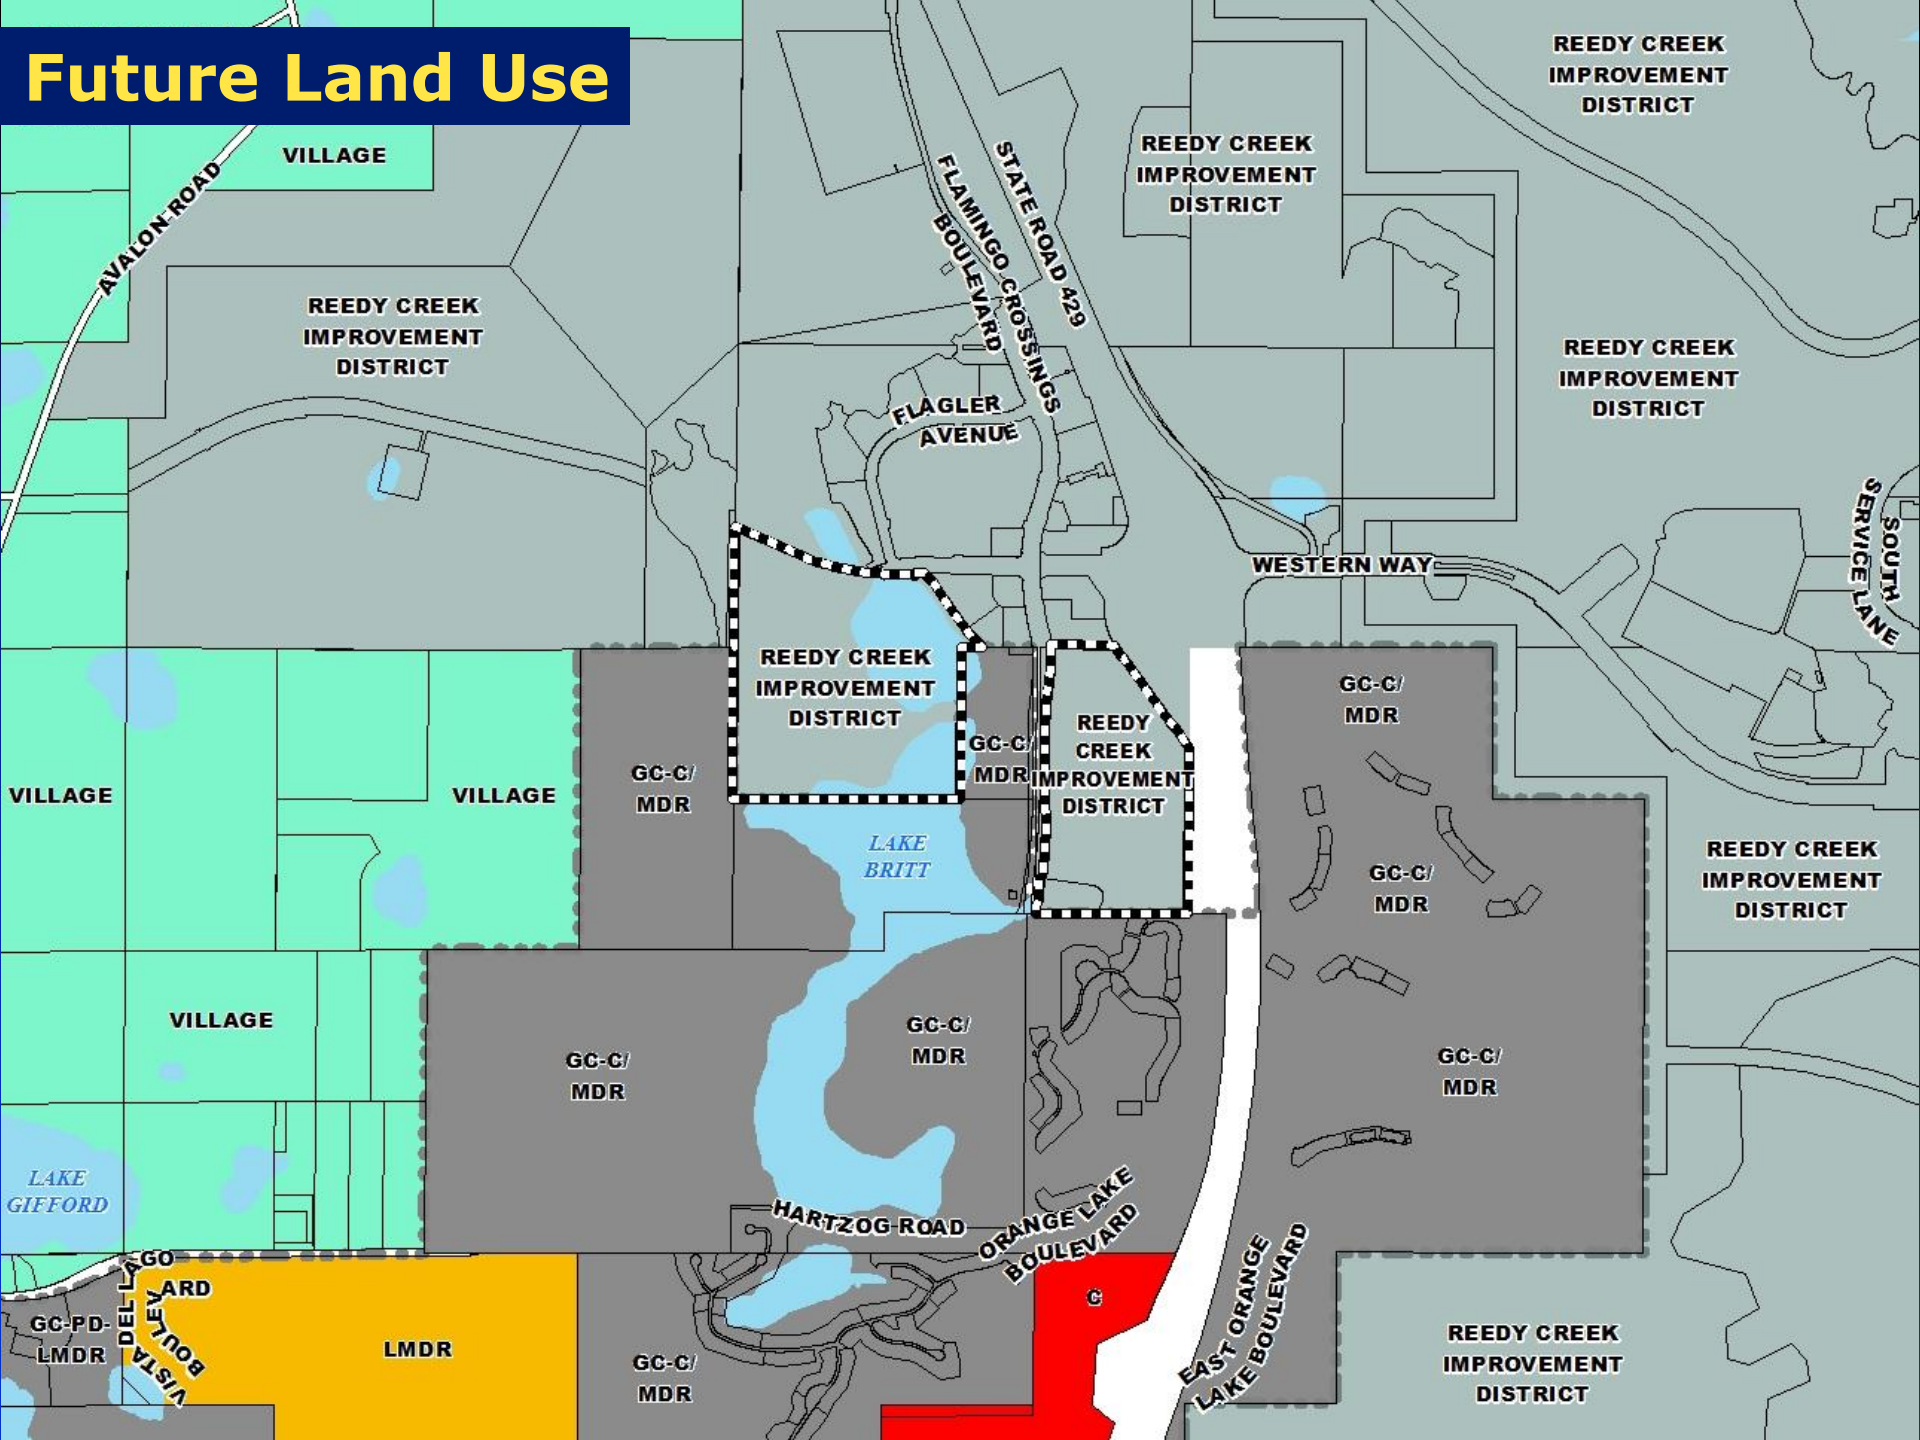 Future Land Use
REEDY CREEK
IMPROVEMENT
DISTRICT
VILLAGE
REEDY CREEK
IMPROVEMENT
DISTRICT
AVALON ROAD
FLAMINGO CROSSINGS
BOULEVARD
STATE ROAD 429
REEDY CREEK
IMPROVEMENT
DISTRICT
REEDY CREEK
IMPROVEMENT
DISTRICT
FLAGLER
AVENUE
SOUTH
SERVICE LANE
WESTERN WAY
REEDY CREEK
IMPROVEMENT
DISTRICT
GC-C/
MDR
REEDY
CREEK
IMPROVEMENT
DISTRICT
GC-C/
MDR
VILLAGE
VILLAGE
GC-C/
MDR
LAKE
BRITT
GC-C/
MDR
REEDY CREEK
IMPROVEMENT
DISTRICT
VILLAGE
GC-C/
MDR
GC-C/
MDR
GC-C/
MDR
LAKE
GIFFORD
HARTZOG ROAD
ORANGE LAKE
BOULEVARD
EAST ORANGE
LAKE BOULEVARD
VISTA DEL LAGO
BOULEVARD
GC-PD-
LMDR
LMDR
GC-C/
MDR
C
REEDY CREEK
IMPROVEMENT
DISTRICT